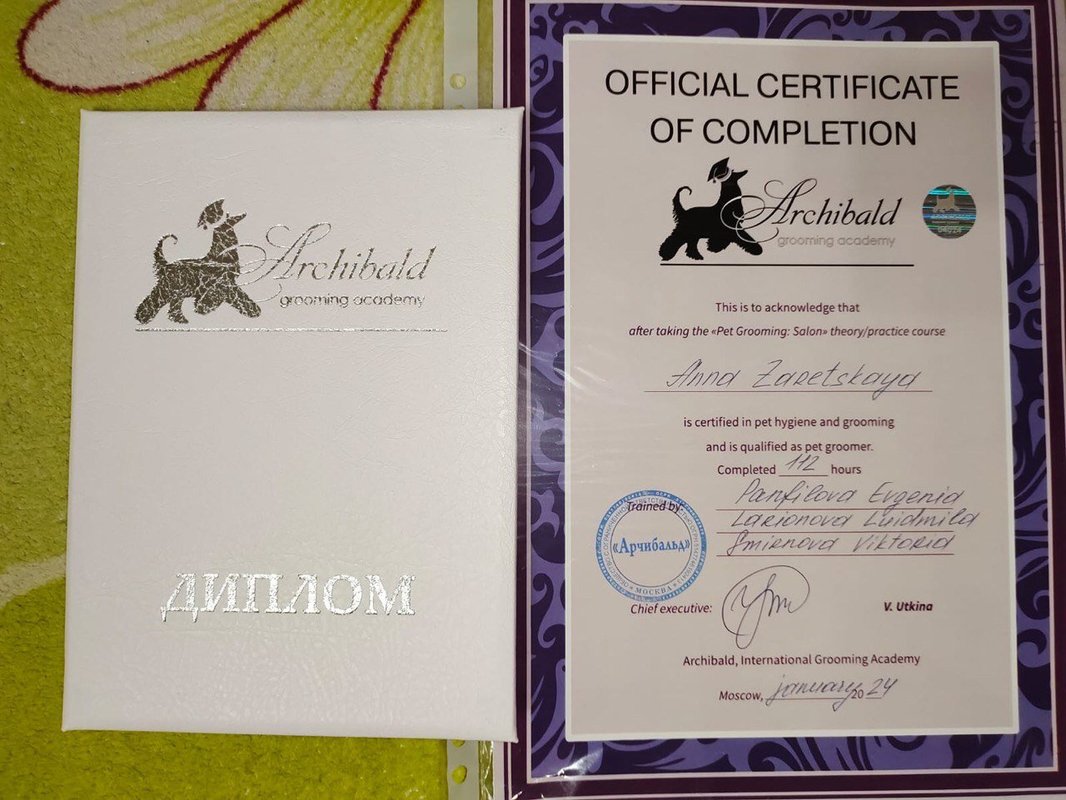 Archibald
grooming academy
ДИПЛОМ
OFFICIAL CERTIFICATE
OF COMPLETION
Archibald
grooming academy
This is to acknowledge that
after taking the «Pet Grooming: Salon» theory/practice course
Anna Zaretskaya
is certified in pet hygiene and grooming
and is qualified as pet groomer.
Completed 112 hours
Panfilova Evgenia
Trained by:
Larionova Luidmila
Smirnova Viktoria
«Арчибальд»
МОСКВА
Chief executive:
V. Utkina
Archibald, International Grooming Academy
Moscow, january 2024